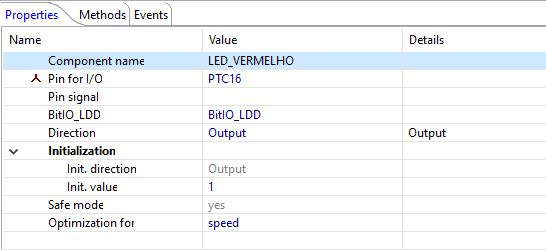 Properties Methods Events
Name Value Details
Component name LED_VERMELHO
Pin for I/O PTC16
Pin signal
BitIO_LDD BitIO_LDD
Direction Output Output
Initialization
Init. direction Output
Init. value 1
Safe mode yes
Optimization for speed